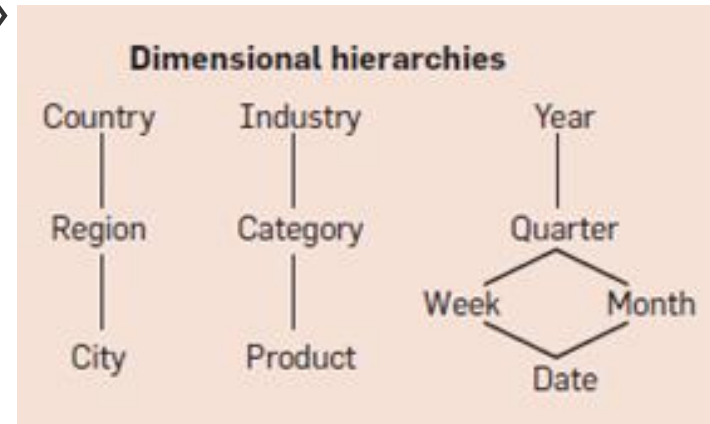 Dimensional hierarchies
Country Industry Year
Region Category Quarter
Week Month
City Product
Date